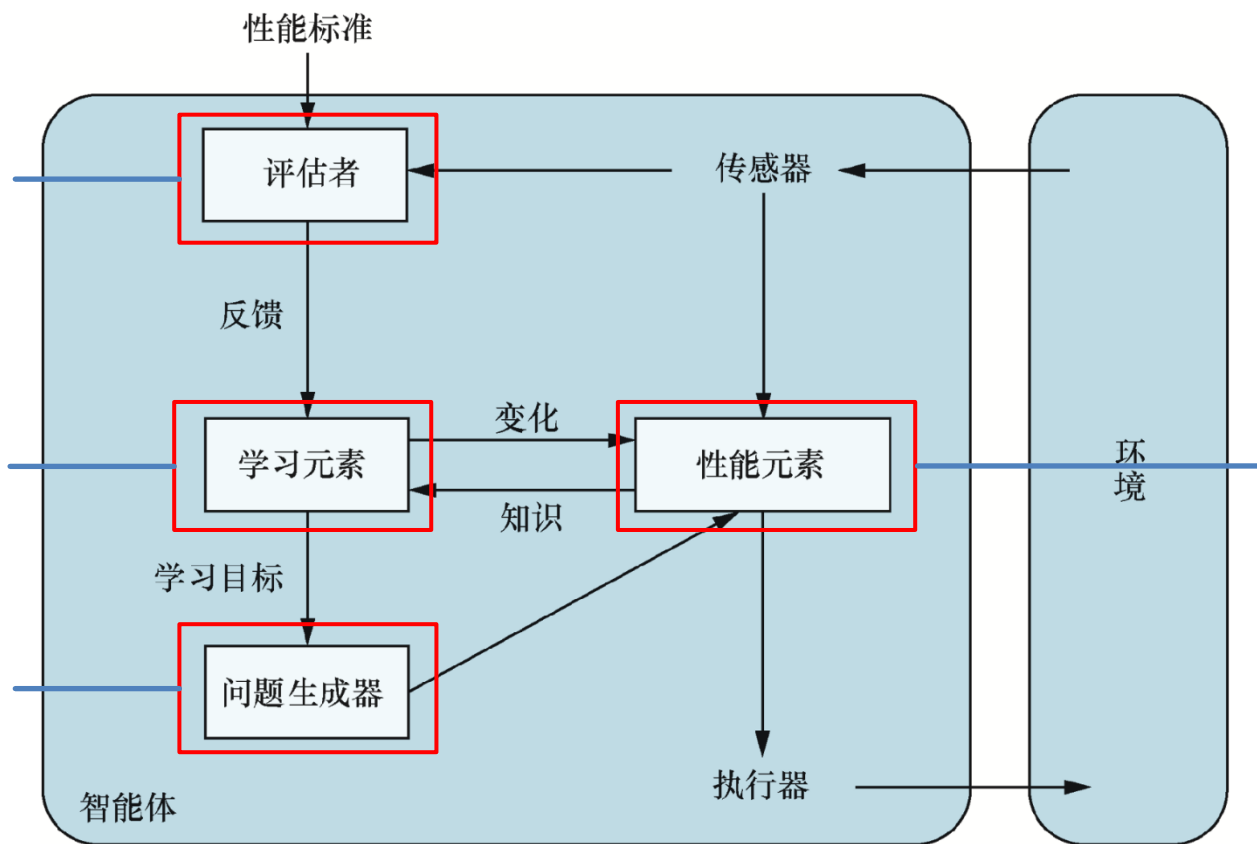 性能标准
评估者
传感器
反馈
变化
学习元素
性能元素
环
境
知识
学习目标
问题生成器
执行器
智能体